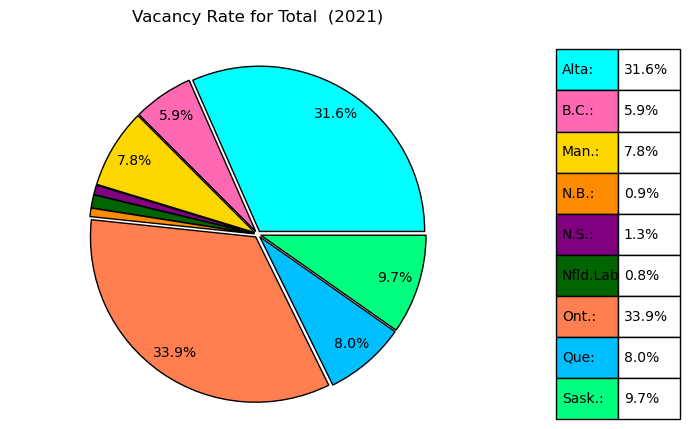 Vacancy Rate for Total  (2021)
31.6%
5.9%
7.8%
33.9%
8.0%
9.7%
Alta: 31.6%
B.C.: 5.9%
Man.: 7.8%
N.B.: 0.9%
N.S.: 1.3%
Nfld.Lab 0.8%
Ont.: 33.9%
Que: 8.0%
Sask.: 9.7%